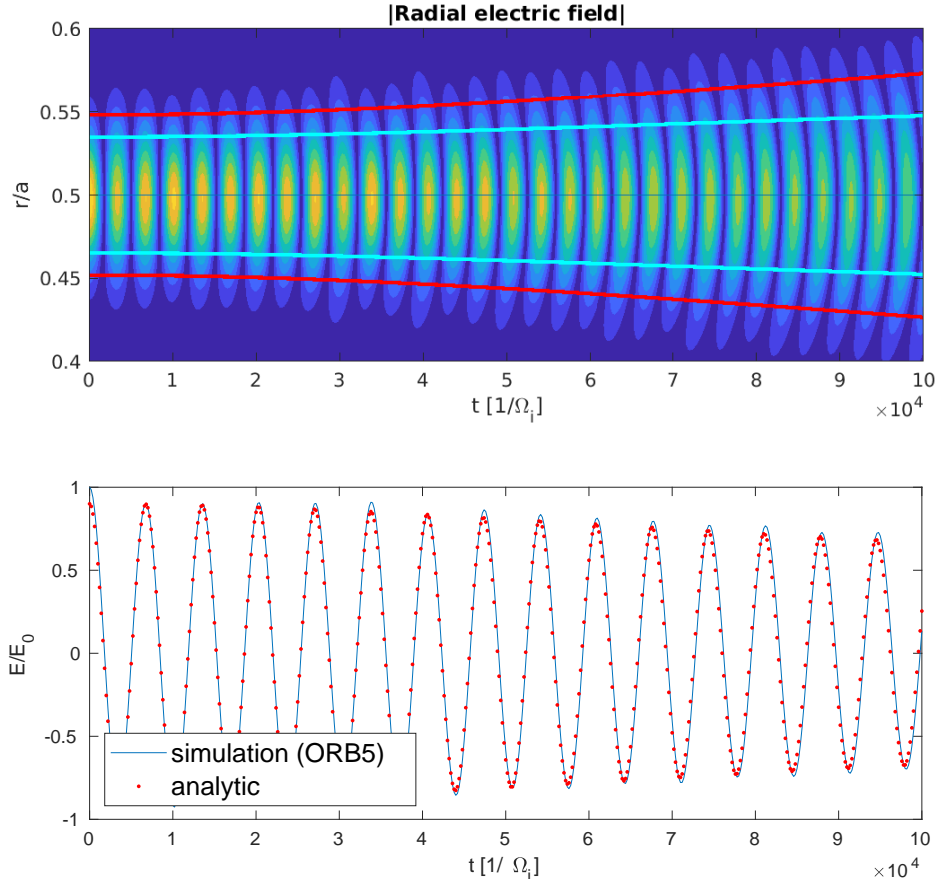 |Radial electric field|
0.6
0.55
0.5
0.45
0.4
r/a
0 1 2 3 4 5 6 7 8 9 10
t [1/Ω_i]
×10^4
1
0.5
0
-0.5
-1
E/E_0
simulation (ORB5)
analytic
0 1 2 3 4 5 6 7 8 9 10
t [1/ Ω_i]
×10^4